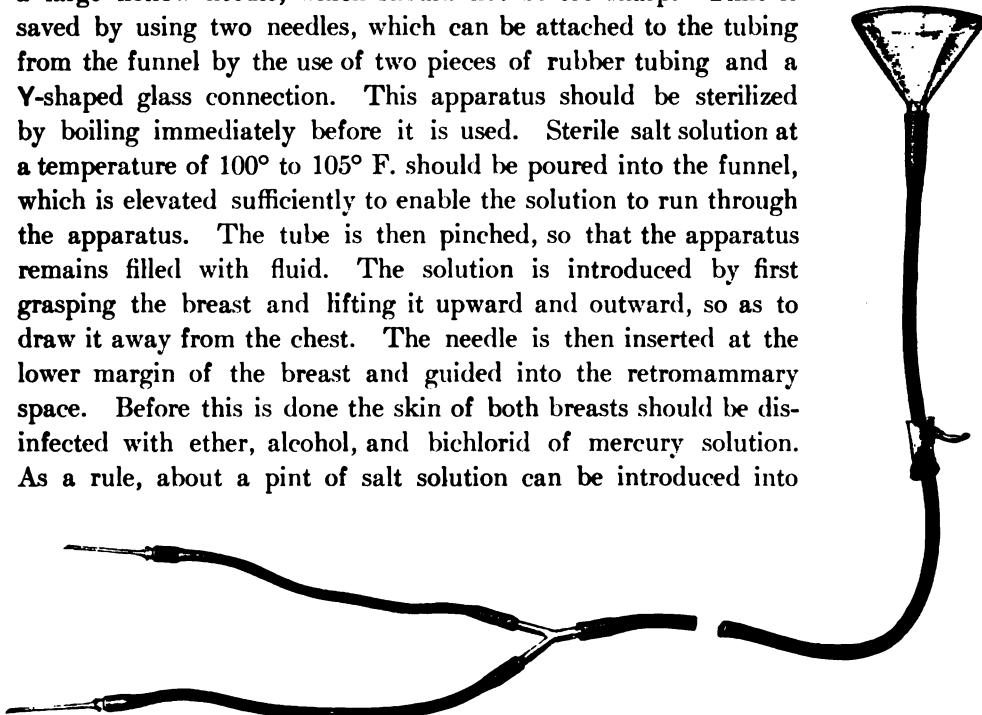 saved by using two needles, which can be attached to the tubing
from the funnel by the use of two pieces of rubber tubing and a
Y-shaped glass connection. This apparatus should be sterilized
by boiling immediately before it is used. Sterile salt solution at
a temperature of 100° to 105° F. should be poured into the funnel,
which is elevated sufficiently to enable the solution to run through
the apparatus. The tube is then pinched, so that the apparatus
remains filled with fluid. The solution is introduced by first
grasping the breast and lifting it upward and outward, so as to
draw it away from the chest. The needle is then inserted at the
lower margin of the breast and guided into the retromammary
space. Before this is done the skin of both breasts should be dis-
infected with ether, alcohol, and bichlorid of mercury solution.
As a rule, about a pint of salt solution can be introduced into